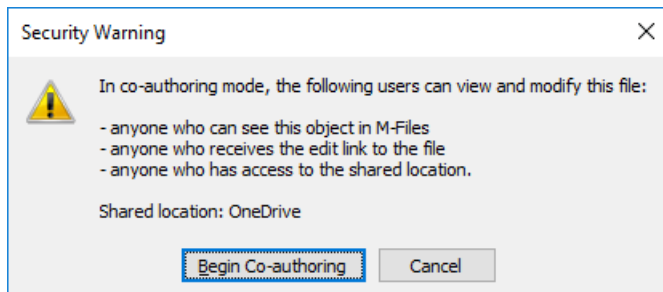 Security Warning
In co-authoring mode, the following users can view and modify this file:
- anyone who can see this object in M-Files
- anyone who receives the edit link to the file
- anyone who has access to the shared location.
Shared location: OneDrive
Begin Co-authoring Cancel